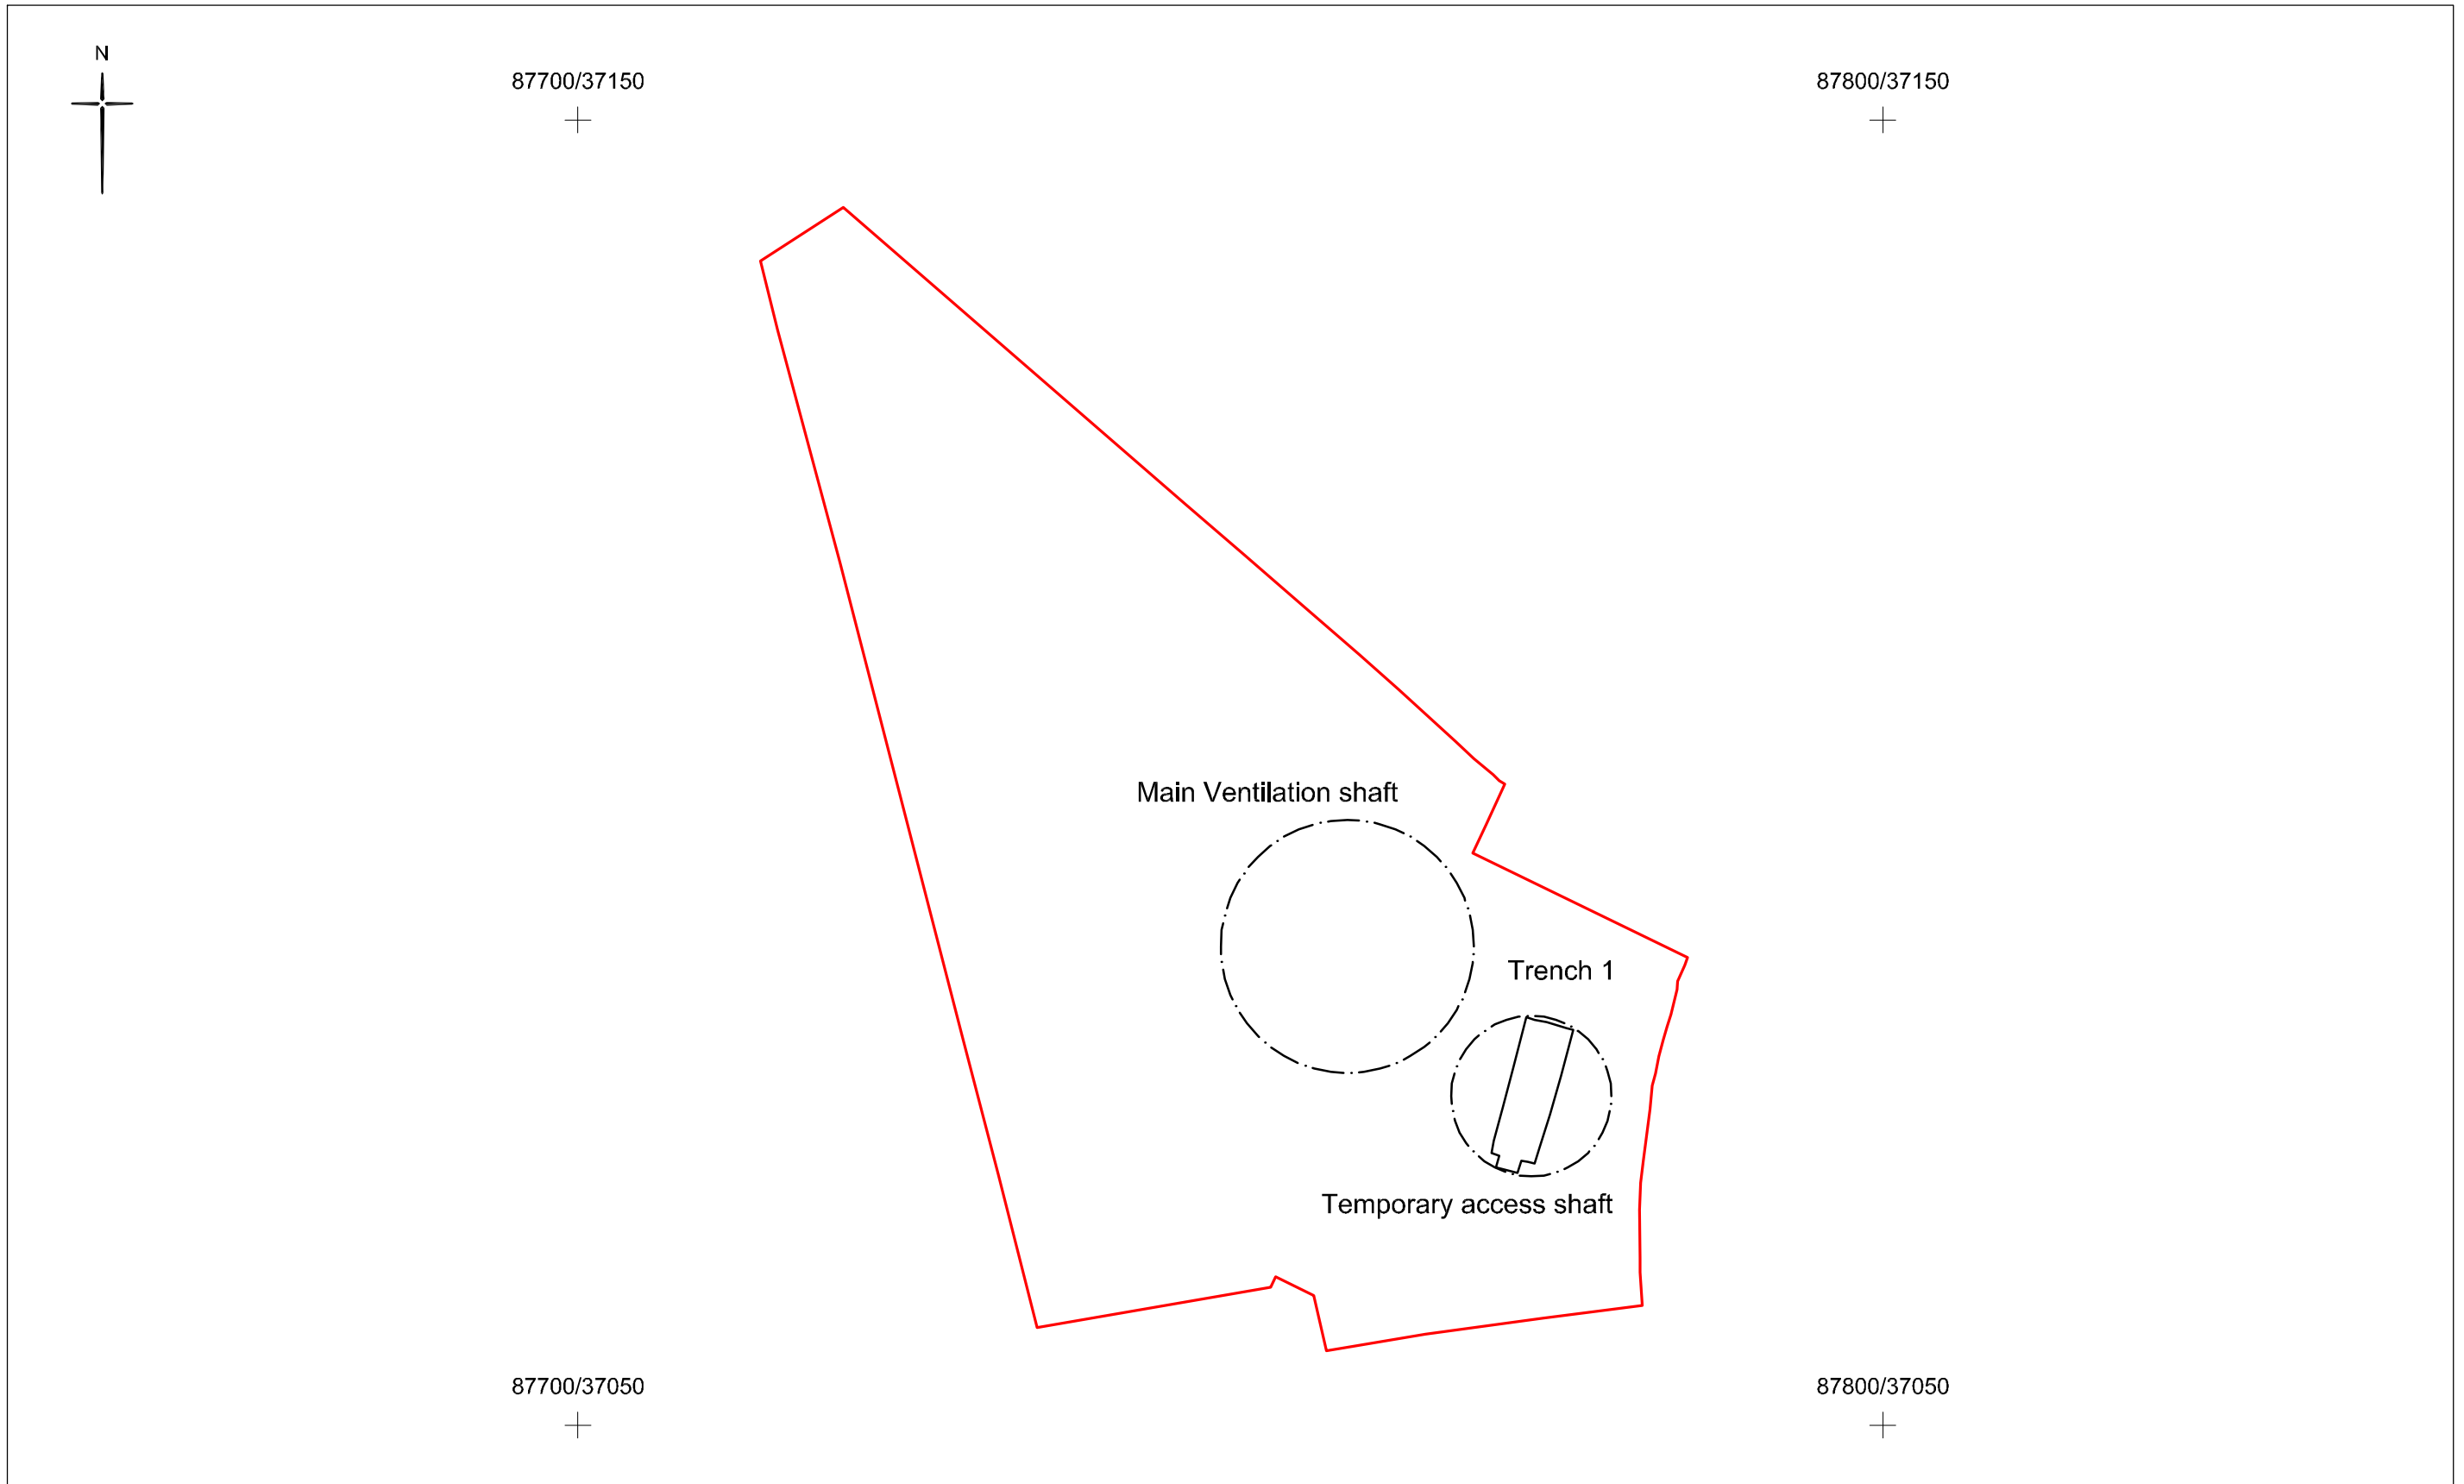 N
87700/37150
87800/37150
Main Ventilation shaft
Trench 1
Temporary access shaft
87700/37050
87800/37050